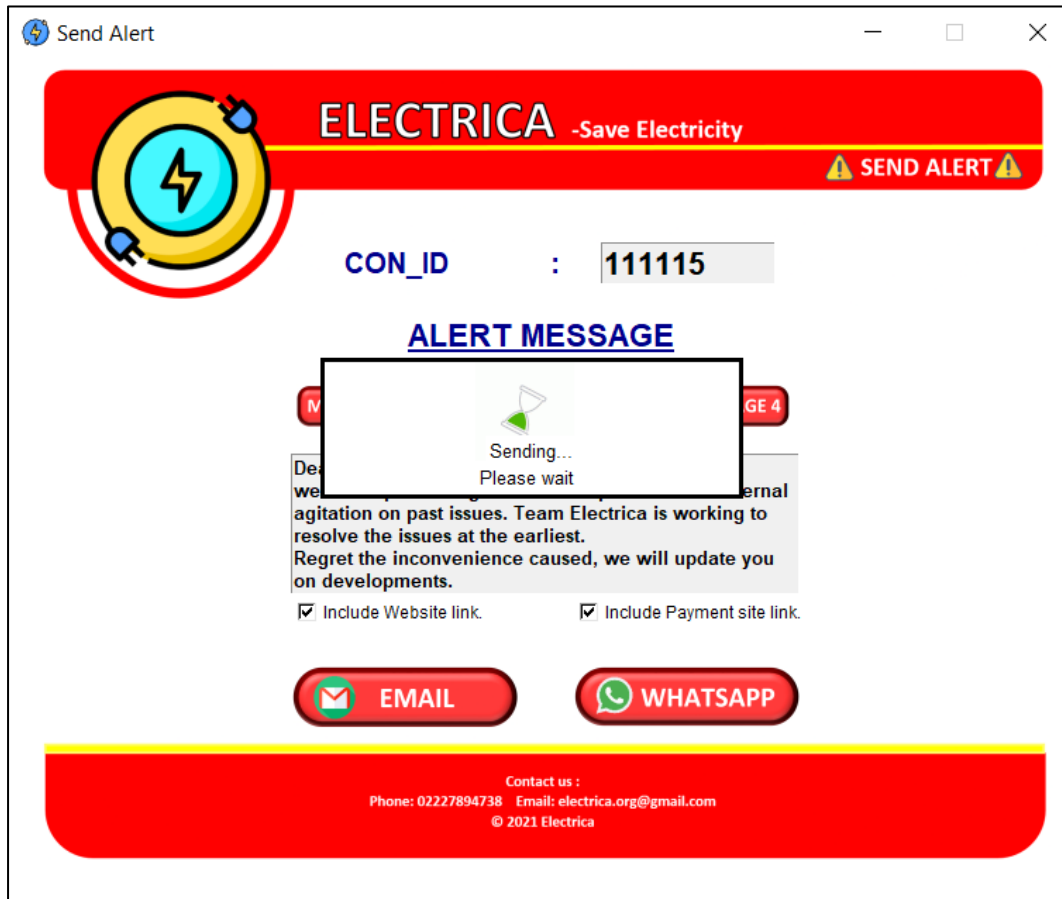 Send Alert
ELECTRICA -Save Electricity
SEND ALERT
CON_ID : 111115
ALERT MESSAGE
M
GE 4
Sending...
Please wait
De
we
ernal
agitation on past issues. Team Electrica is working to
resolve the issues at the earliest.
Regret the inconvenience caused, we will update you
on developments.
Include Website link. Include Payment site link.
EMAIL WHATSAPP
Contact us :
Phone: 02227894738 Email: electrica.org@gmail.com
© 2021 Electrica